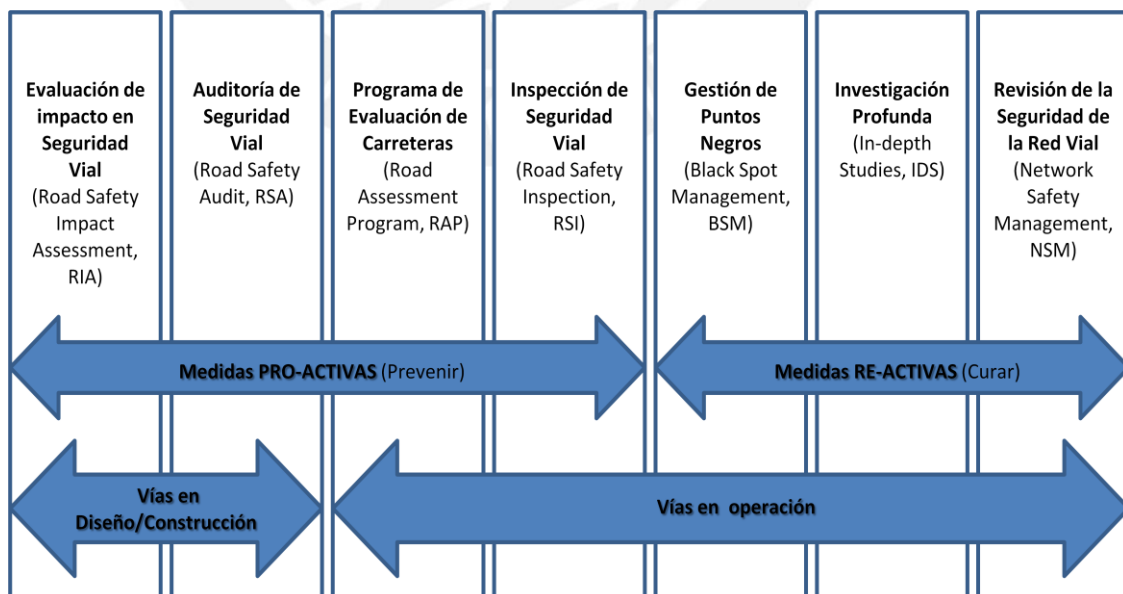 Evaluación de
impacto en
Seguridad
Vial
(Road Safety
Impact
Assessment,
RIA)
Auditoría de
Seguridad
Vial
(Road Safety
Audit, RSA)
Programa de
Evaluación de
Carreteras
(Road
Assessment
Program, RAP)
Inspección de
Seguridad
Vial
(Road Safety
Inspection,
RSI)
Gestión de
Puntos
Negros
(Black Spot
Management,
BSM)
Investigación
Profunda
(In-depth
Studies, IDS)
Revisión de la
Seguridad de
la Red Vial
(Network
Safety
Management,
NSM)
Medidas PRO-ACTIVAS (Prevenir)
Medidas RE-ACTIVAS (Curar)
Vías en
Diseño/Construcción
Vías en operación